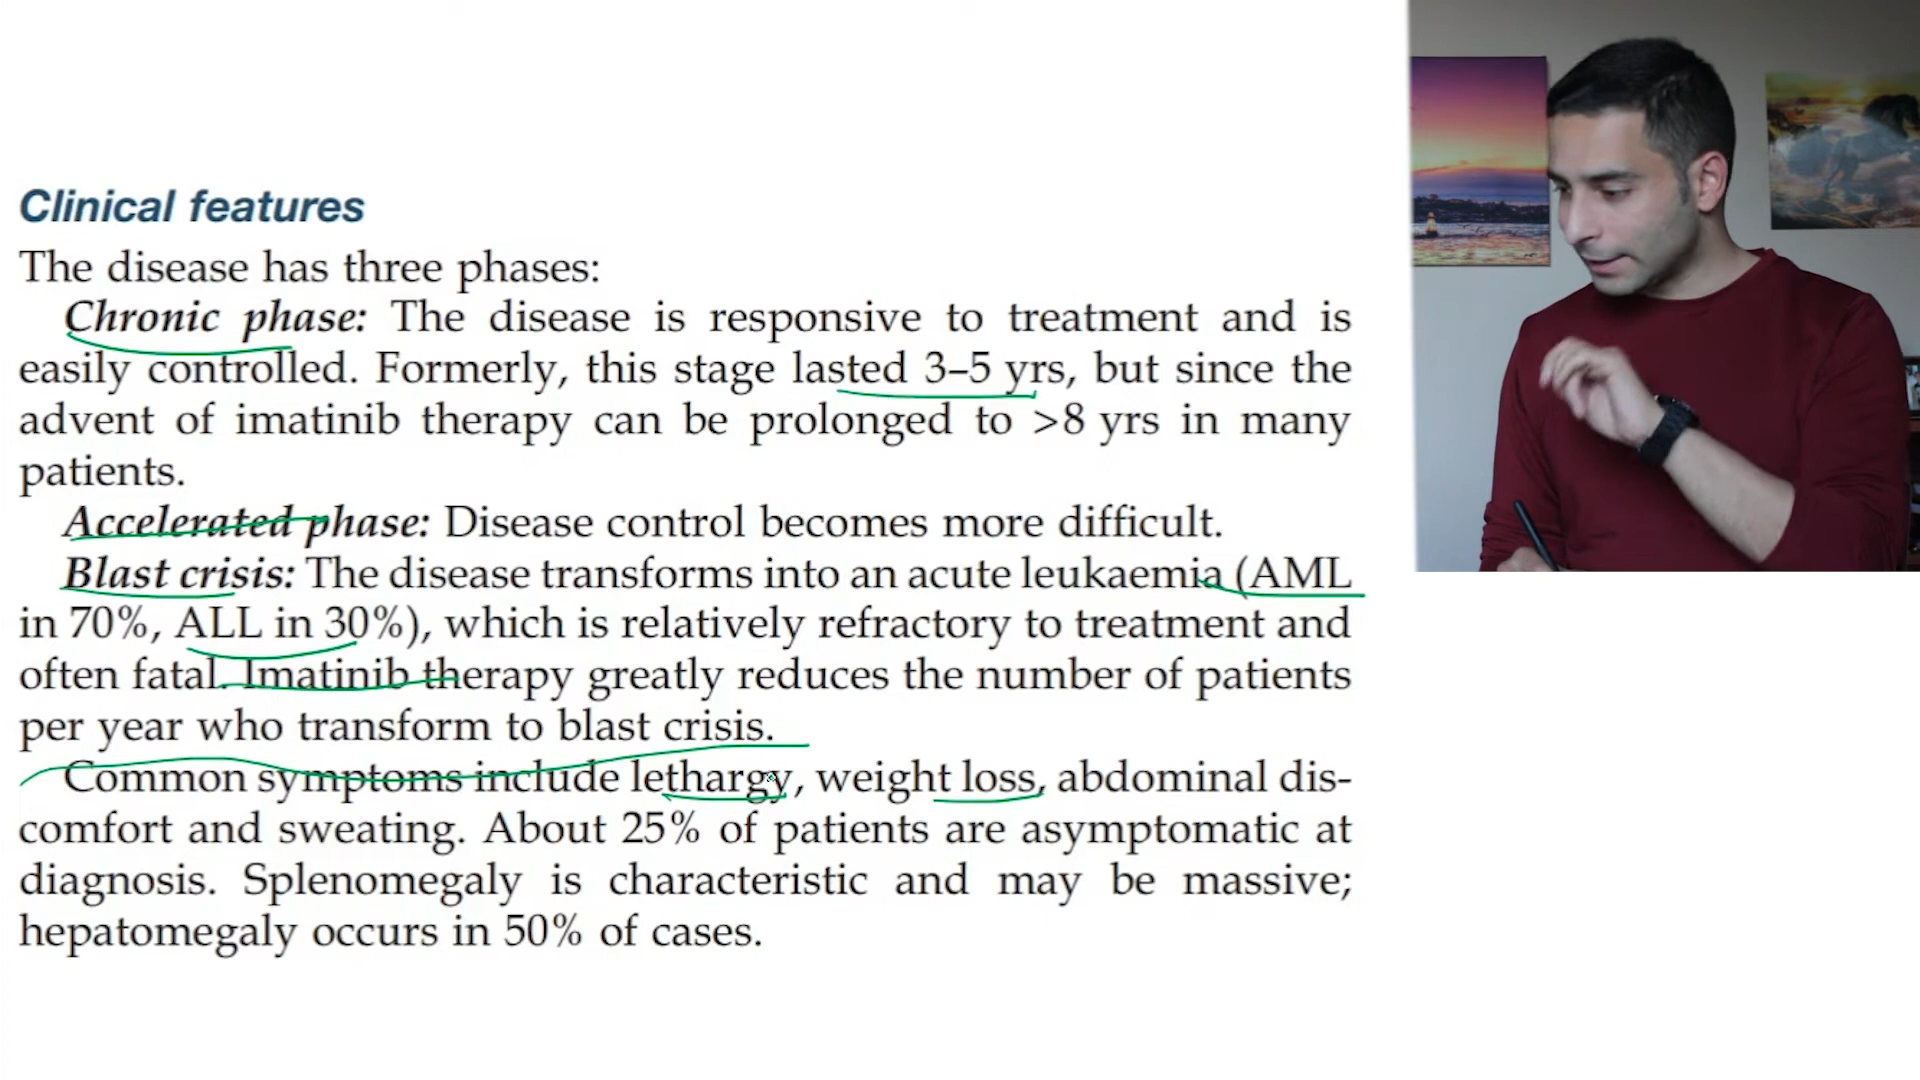 Clinical features
The disease has three phases:
Chronic phase: The disease is responsive to treatment and is
easily controlled. Formerly, this stage lasted 3–5 yrs, but since the
advent of imatinib therapy can be prolonged to >8 yrs in many
patients.
Accelerated phase: Disease control becomes more difficult.
Blast crisis: The disease transforms into an acute leukaemia (AML
in 70%, ALL in 30%), which is relatively refractory to treatment and
often fatal. Imatinib therapy greatly reduces the number of patients
per year who transform to blast crisis.
Common symptoms include lethargy, weight loss, abdominal dis-
comfort and sweating. About 25% of patients are asymptomatic at
diagnosis. Splenomegaly is characteristic and may be massive;
hepatomegaly occurs in 50% of cases.